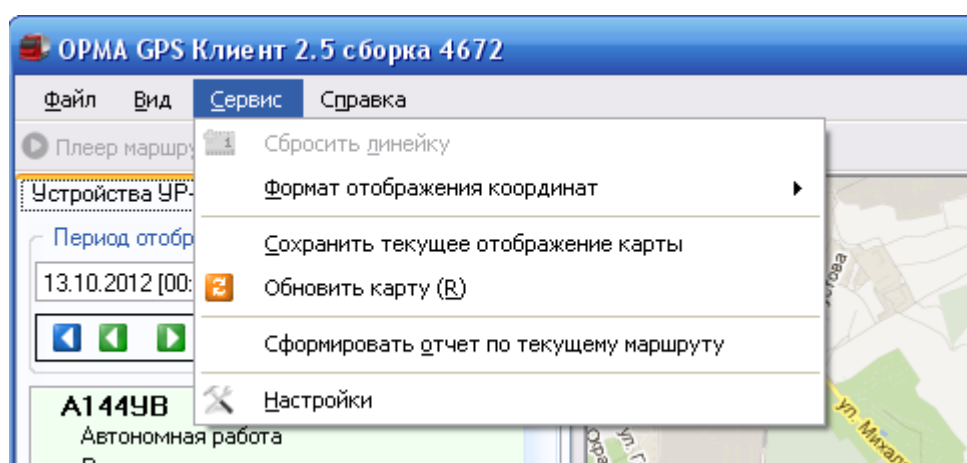 ОРМА GPS Клиент 2.5 сборка 4672
Файл Вид Сервис Справка
Плеер
Сбросить линейку
Устройства УР-
Формат отображения координат
Период
Сохранить текущее отображение карты
13.10.2012 [00:
Обновить карту (R)
Сформировать отчет по текущему маршруту
А144УВ
Настройки
Автономная работа
ул.